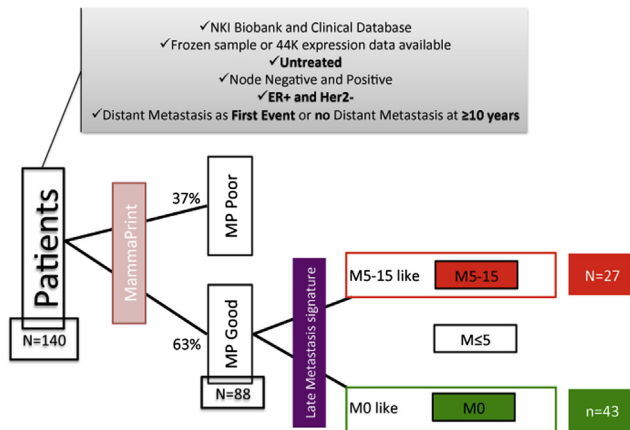 ✓NKI Biobank and Clinical Database
✓Frozen sample or 44K expression data available
✓Untreated
✓Node Negative and Positive
✓ER+ and Her2-
✓Distant Metastasis as First Event or no Distant Metastasis at ≥10 years
Patients
N=140
MammaPrint
37%
MP Poor
63%
MP Good
N=88
Late Metastasis signature
M5-15 like
M5-15
N=27
M≤5
M0 like
M0
n=43